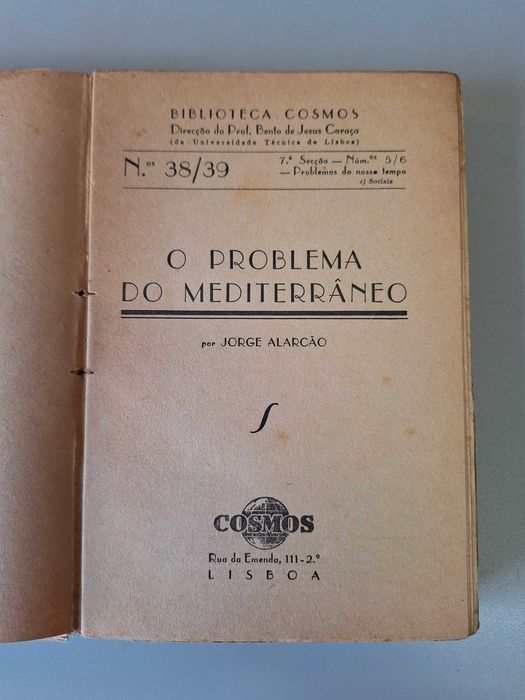 BIBLIOTECA COSMOS
Direcção do Prof. Bento de Jesus Caraça
(da Universidade Técnica de Lisboa)
N.os 38/39
7.ª Secção — Núm.os 5/6
— Problemas do nosso tempo
c) Sociais
O PROBLEMA
DO MEDITERRÂNEO
por JORGE ALARCÃO
COSMOS
Rua da Emenda, 111-2.º
LISBOA